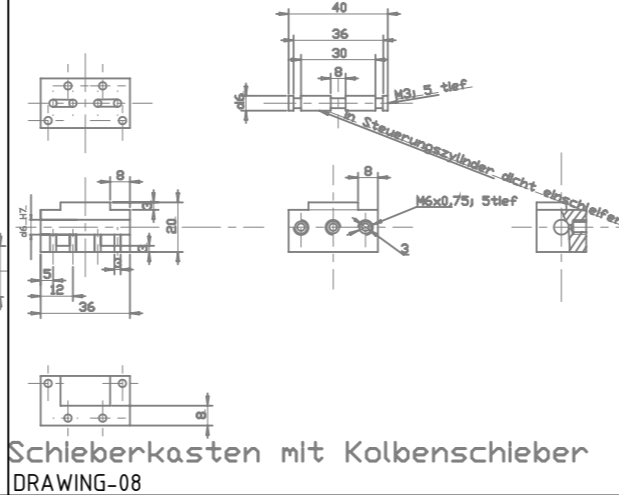 40
36
30
8
d6
M3; 5 tief
in Steuerungszylinder dicht einschleifen
8
3
20
d6 H7
3
3
5
12
36
8
M6x0,75; 5tief
3
8
Schieberkasten mit Kolbenschieber
DRAWING-08